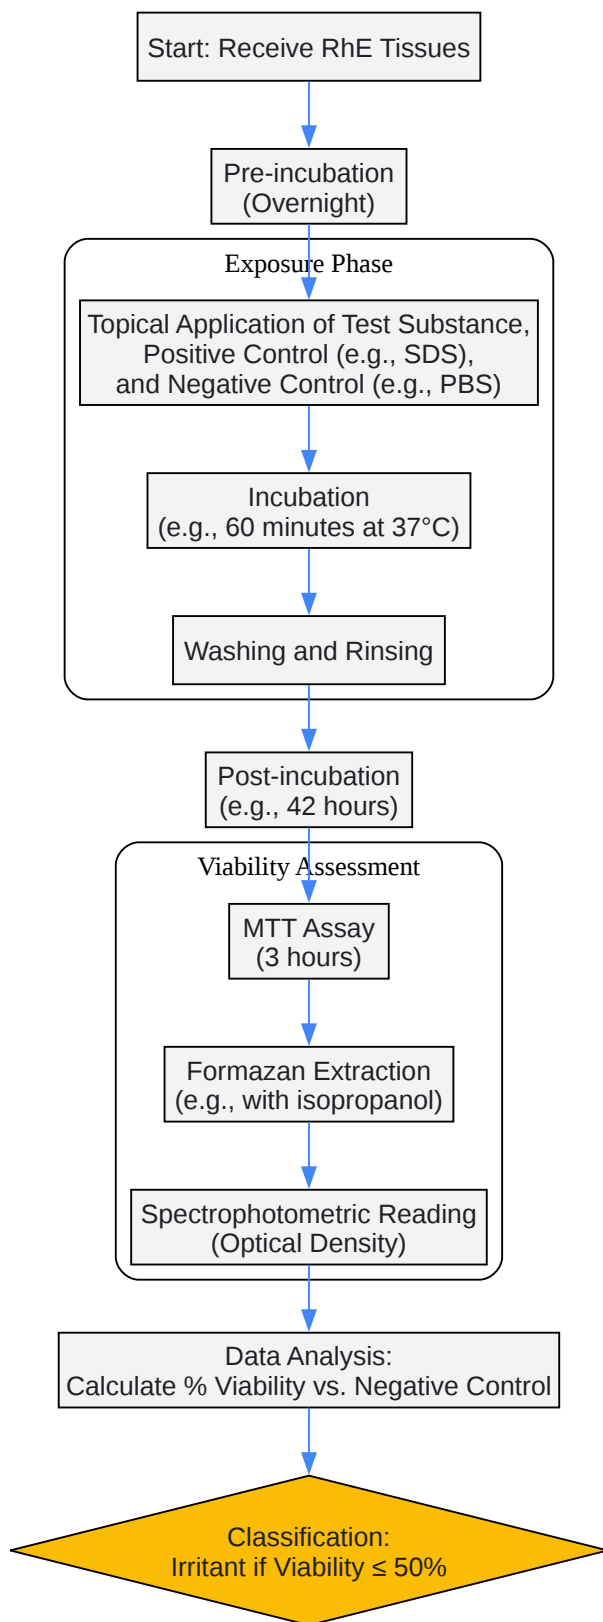 Start: Receive RhE Tissues
Pre-incubation
(Overnight)
Exposure Phase
Topical Application of Test Substance,
Positive Control (e.g., SDS),
and Negative Control (e.g., PBS)
Incubation
(e.g., 60 minutes at 37°C)
Washing and Rinsing
Post-incubation
(e.g., 42 hours)
Viability Assessment
MTT Assay
(3 hours)
Formazan Extraction
(e.g., with isopropanol)
Spectrophotometric Reading
(Optical Density)
Data Analysis:
Calculate % Viability vs. Negative Control
Classification:
Irritant if Viability ≤ 50%